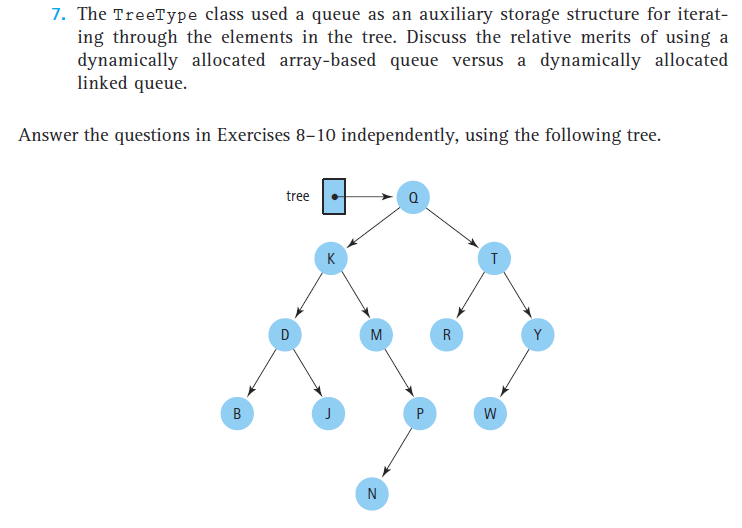 7. The TreeType class used a queue as an auxiliary storage structure for iterat-
ing through the elements in the tree. Discuss the relative merits of using a
dynamically allocated array-based queue versus a dynamically allocated
linked queue.
Answer the questions in Exercises 8–10 independently, using the following tree.
tree
Q
K
T
D
M
R
Y
B
J
P
W
N